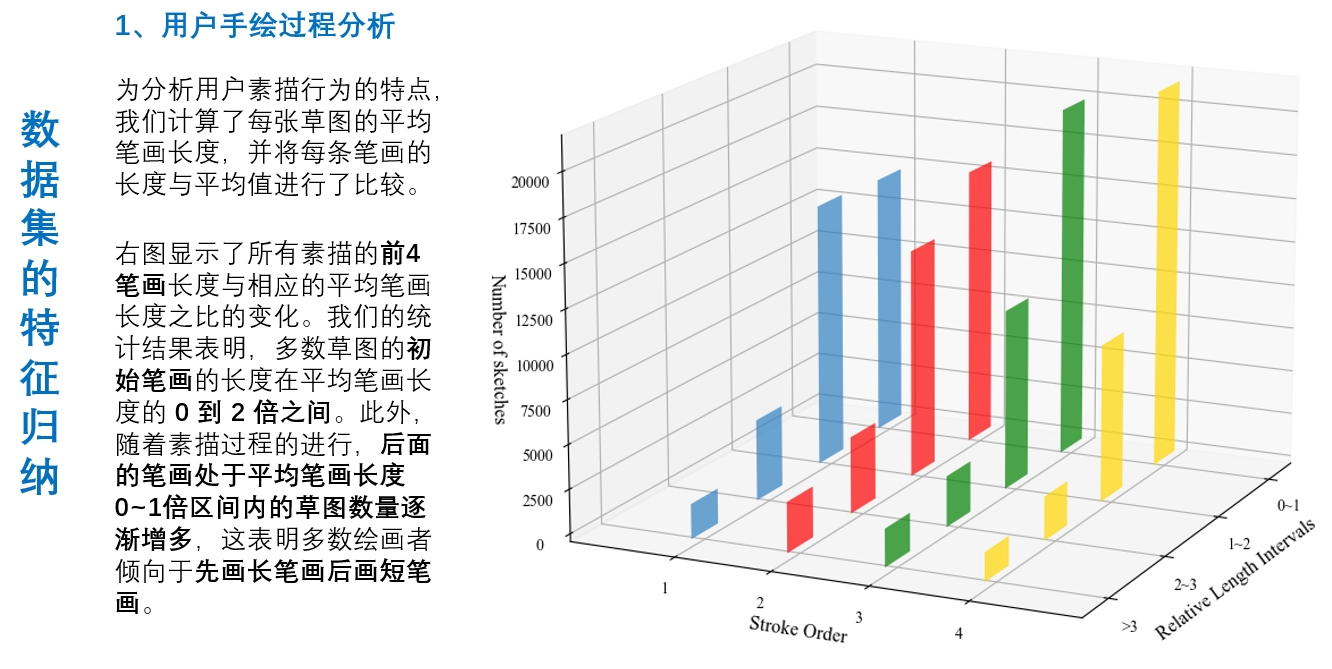 数据集的特征归纳
1、用户手绘过程分析
为分析用户素描行为的特点，
我们计算了每张草图的平均
笔画长度，并将每条笔画的
长度与平均值进行了比较。
右图显示了所有素描的前4
笔画长度与相应的平均笔画
长度之比的变化。我们的统
计结果表明，多数草图的初
始笔画的长度在平均笔画长
度的 0 到 2 倍之间。此外，
随着素描过程的进行，后面
的笔画处于平均笔画长度
0~1倍区间内的草图数量逐
渐增多，这表明多数绘画者
倾向于先画长笔画后画短笔
画。
Number of sketches
20000
17500
15000
12500
10000
7500
5000
2500
0
1
2
3
4
Stroke Order
>3
2~3
1~2
0~1
Relative Length Intervals